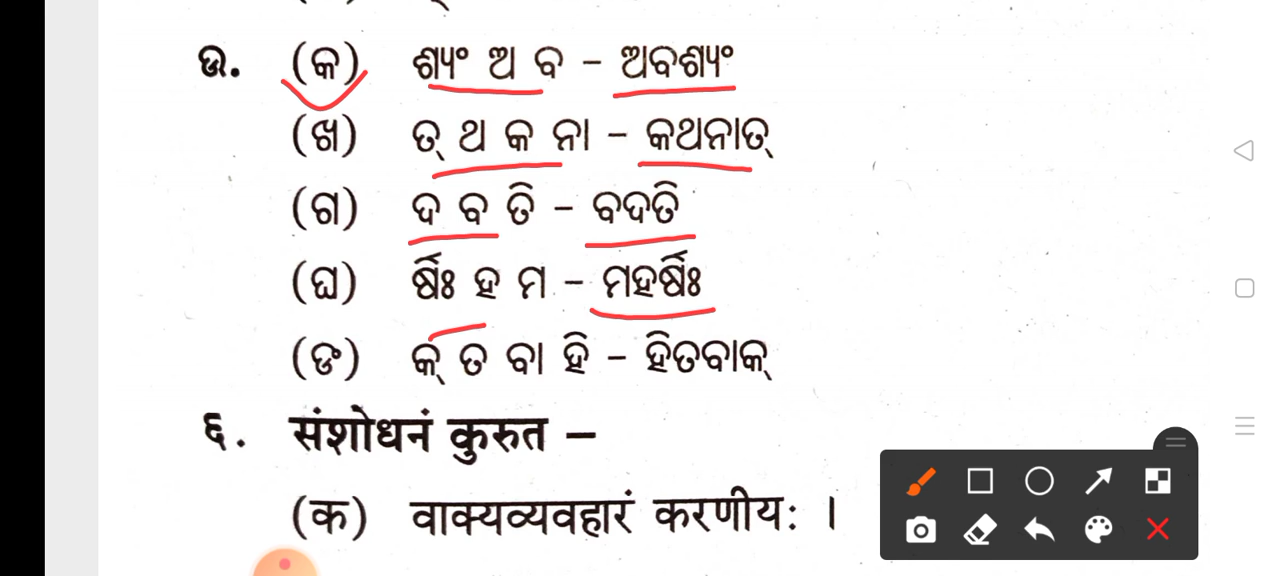 ଉ. (କ) ଶ୍ୟଂ ଅ ବ – ଅବଶ୍ୟଂ
(ଖ) ତ୍ ଥ କ ନା – କଥନାତ୍
(ଗ) ଦ ବ ତି – ବଦତି
(ଘ) ର୍ଷିଃ ହ ମ – ମହର୍ଷିଃ
(ଙ) କ୍ ତ ବା ହି – ହିତବାକ୍
६. संशोधनं कुरुत –
(क) वाक्यव्यवहारं करणीयः ।